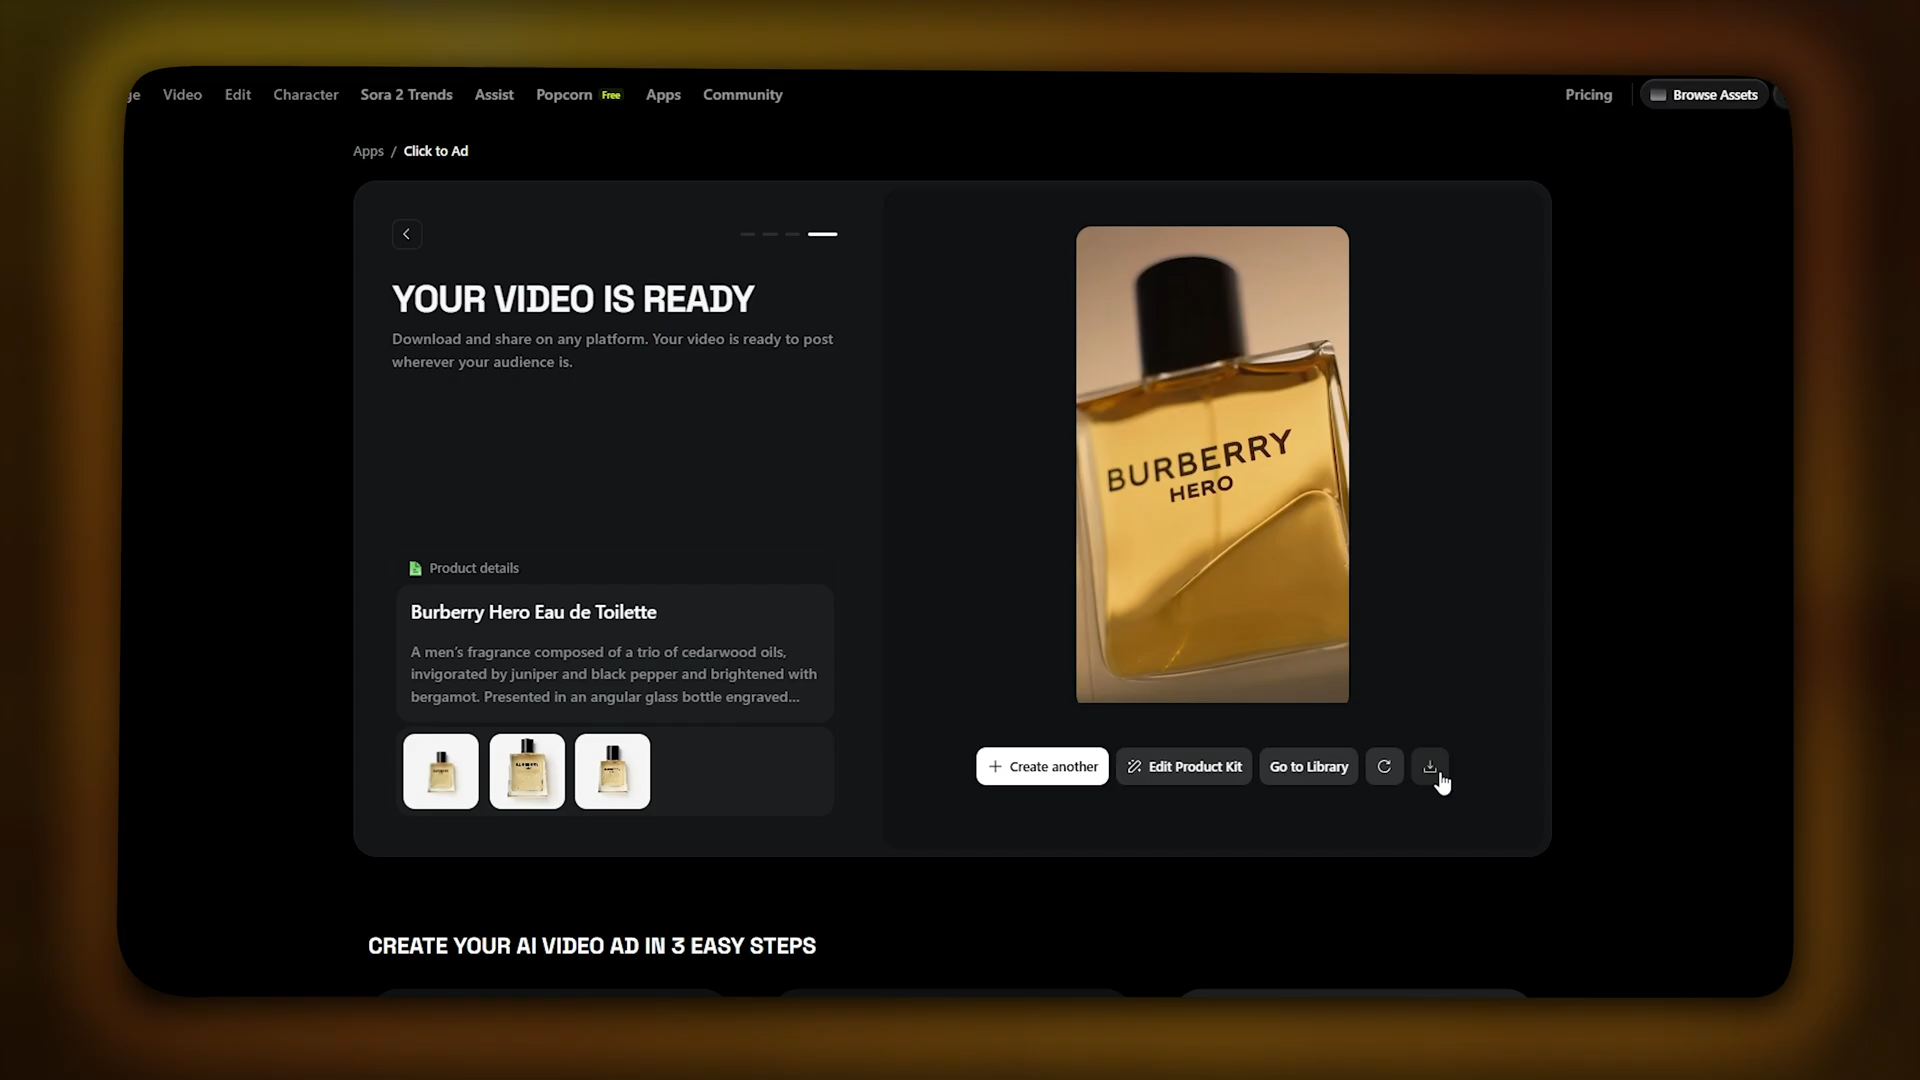 ge Video Edit Character Sora 2 Trends Assist Popcorn Free Apps Community Pricing Browse Assets
Apps / Click to Ad
YOUR VIDEO IS READY
Download and share on any platform. Your video is ready to post
wherever your audience is.
BURBERRY
HERO
Product details
Burberry Hero Eau de Toilette
A men's fragrance composed of a trio of cedarwood oils,
invigorated by juniper and black pepper and brightened with
bergamot. Presented in an angular glass bottle engraved...
+ Create another Edit Product Kit Go to Library
CREATE YOUR AI VIDEO AD IN 3 EASY STEPS